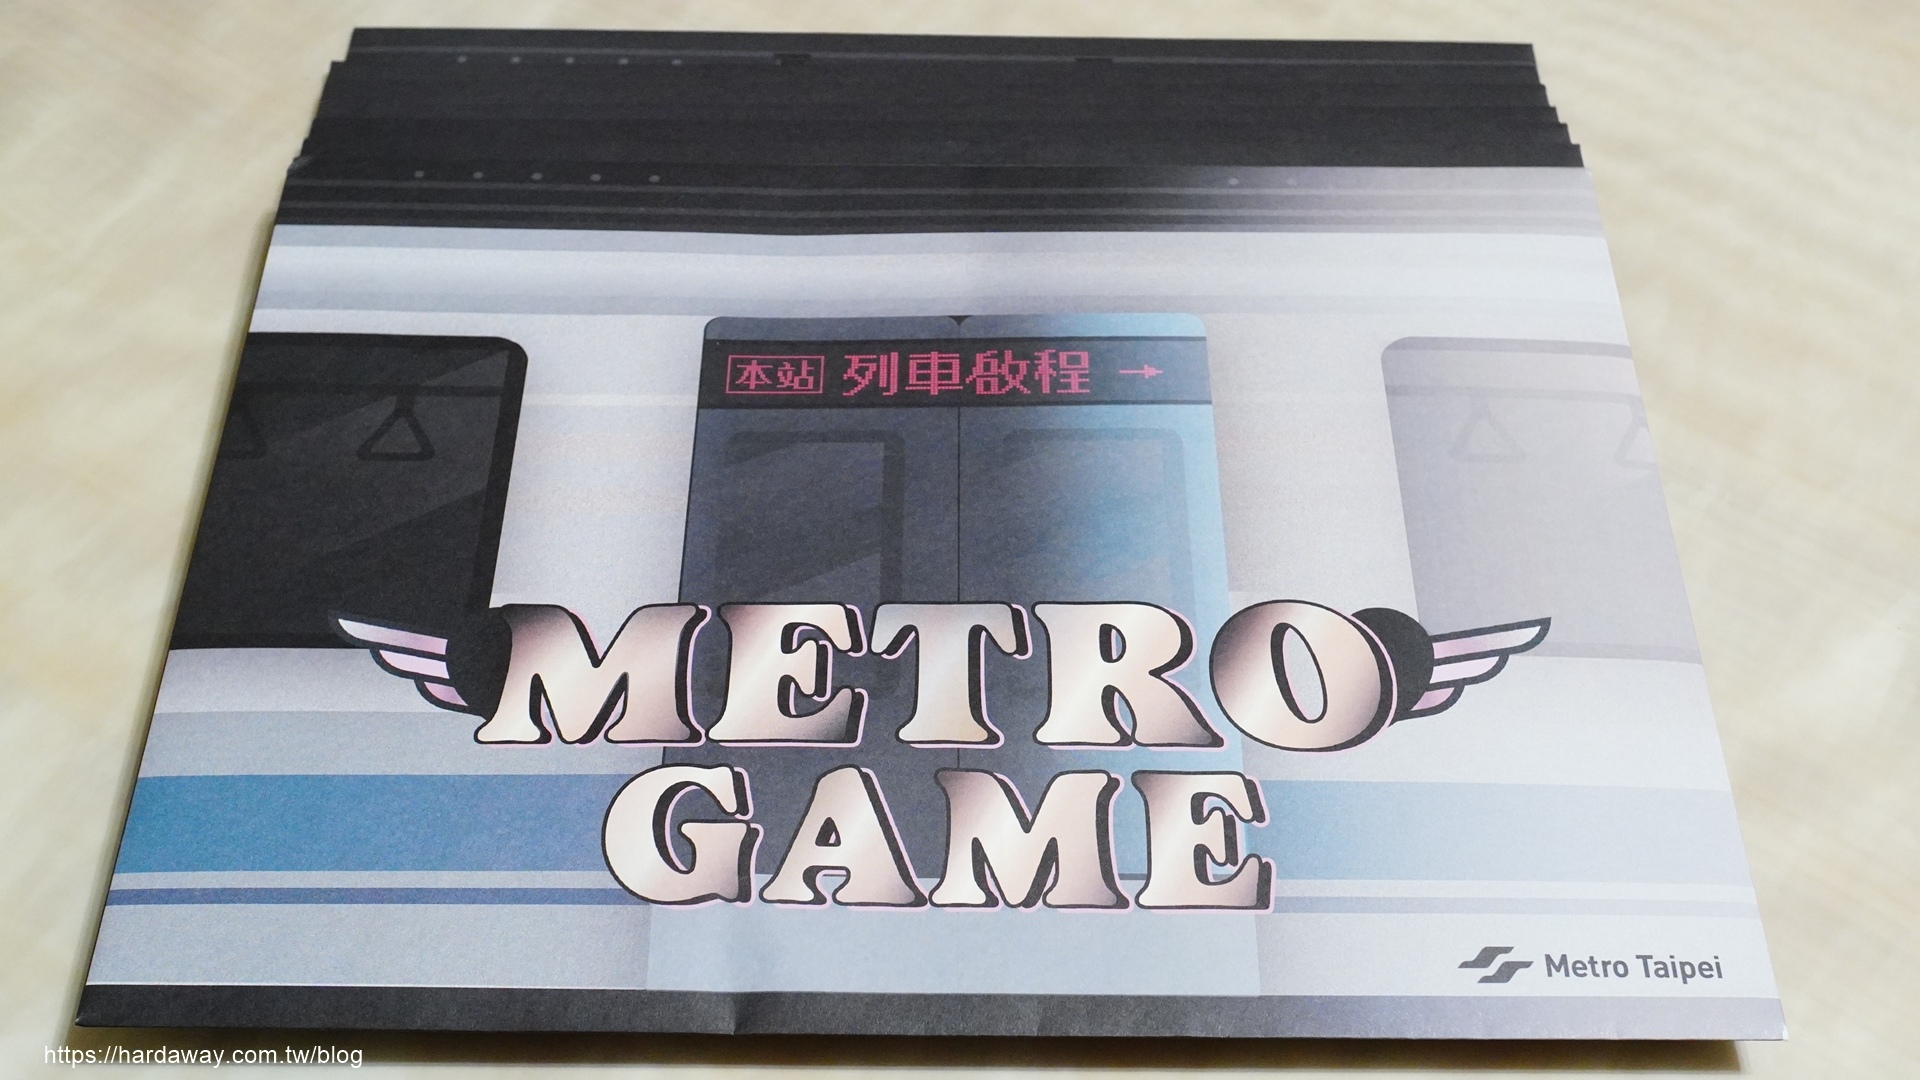 本站 列車啟程 →
METRO
GAME
Metro Taipei
https://hardaway.com.tw/blog